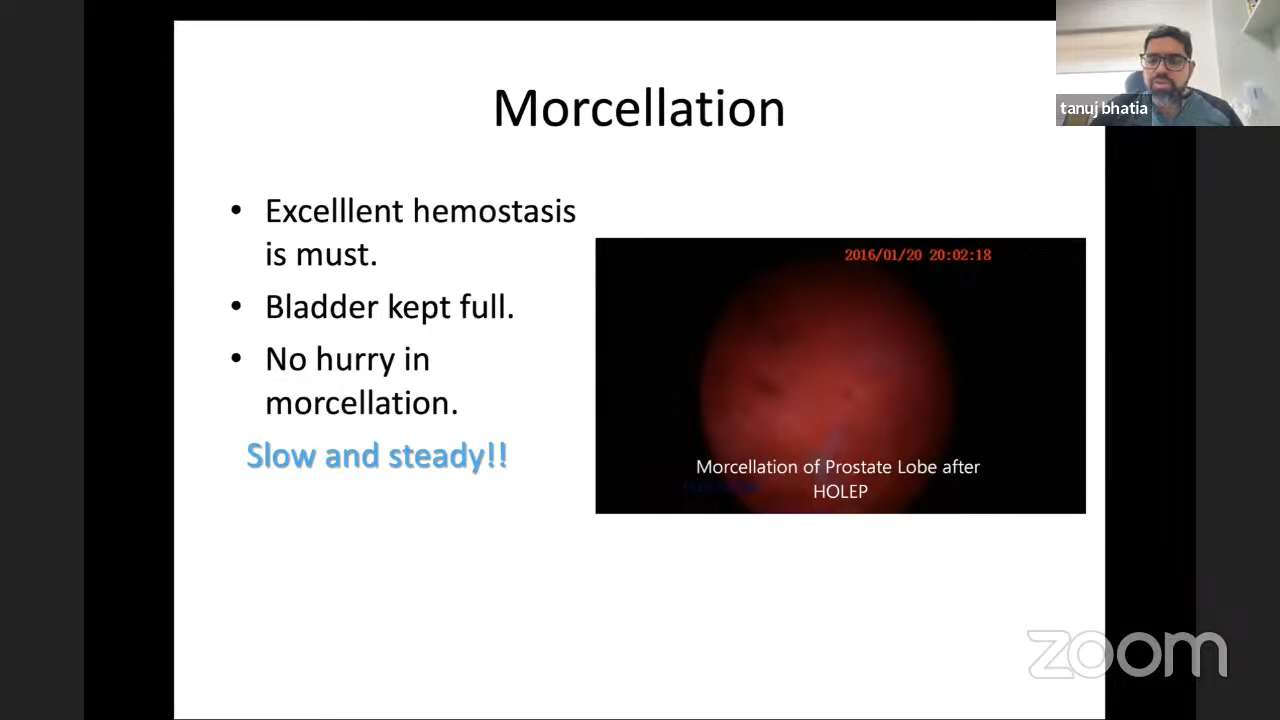 tanuj bhatia
Morcellation
• Excelllent hemostasis
is must.
• Bladder kept full.
• No hurry in
morcellation.
Slow and steady!!
2016/01/20 20:02:18
Morcellation of Prostate Lobe after
HOLEP
zoom